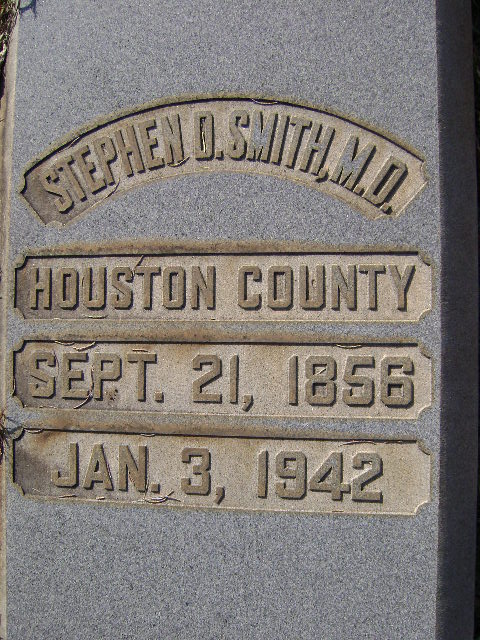 STEPHEN D. SMITH, M.D.
HOUSTON COUNTY
SEPT. 21, 1856
JAN. 3, 1942